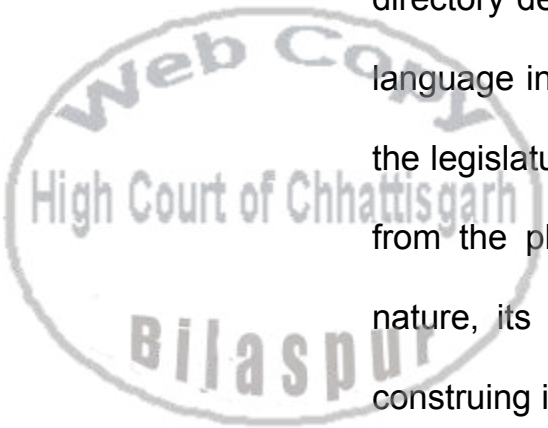 directory de
Web Copy
language in
the legislatu
High Court of Chhattisgarh
from the pl
nature, its
Bilaspur
construing i